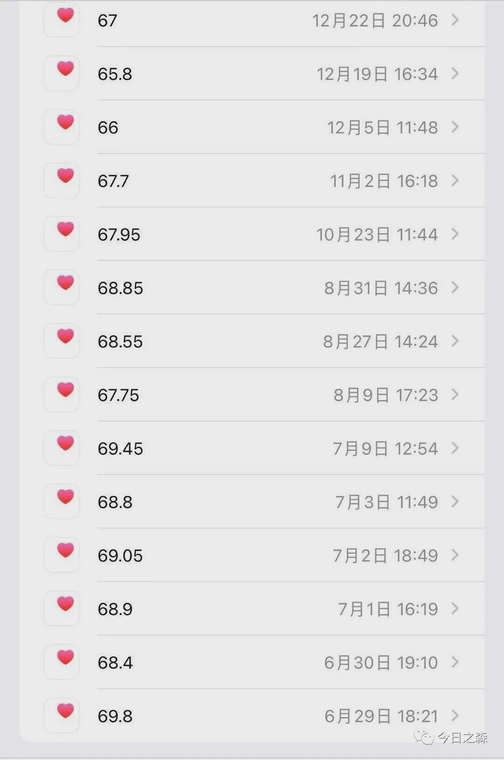 67 12月22日 20:46
65.8 12月19日 16:34
66 12月5日 11:48
67.7 11月2日 16:18
67.95 10月23日 11:44
68.85 8月31日 14:36
68.55 8月27日 14:24
67.75 8月9日 17:23
69.45 7月9日 12:54
68.8 7月3日 11:49
69.05 7月2日 18:49
68.9 7月1日 16:19
68.4 6月30日 19:10
69.8 6月29日 18:21
今日之森